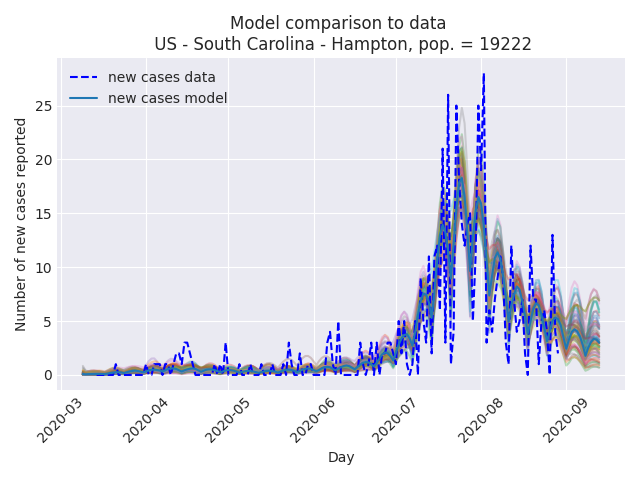 Model comparison to data
US - South Carolina - Hampton, pop. = 19222
new cases data
new cases model
Number of new cases reported
25
20
15
10
5
0
2020-03
2020-04
2020-05
2020-06
2020-07
2020-08
2020-09
Day